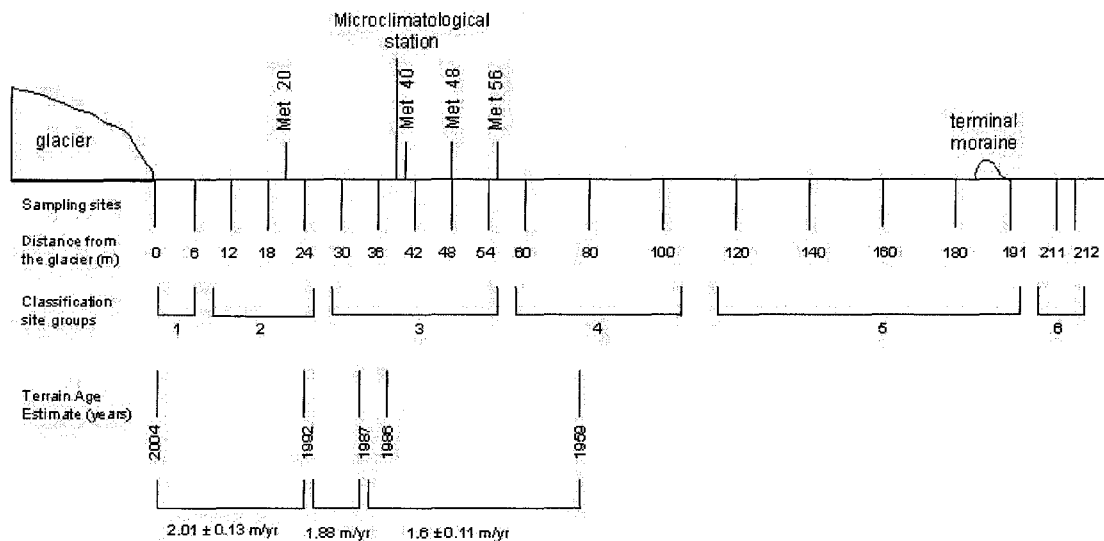 Microclimatological
station
Met 20
Met 40
Met 48
Met 56
glacier
terminal
moraine
Sampling sites
Distance from
the glacier (m)
0 6 12 18 24 30 36 42 48 54 60 80 100 120 140 160 180 191 211 212
Classification
site groups
1 2 3 4 5 6
Terrain Age
Estimate (years)
2004 1992 1987 1986 1959
2.01 ± 0.13 m/yr 1.88 m/yr 1.6 ± 0.11 m/yr